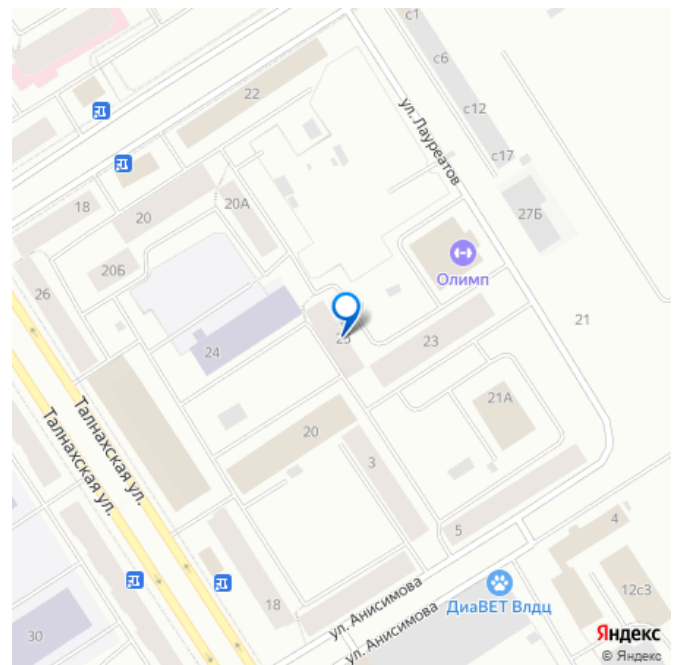 с1
с6
22
с12
ул. Лауреатов
с17
18
20
20А
27Б
20Б
Олимп
26
21
24
25
23
21А
Талнахская ул.
Талнахская ул.
20
3
5
4
ДиаВЕТ Влдц
12с3
18
ул. Анисимова
ул. Анисимова
30
Яндекс
© Яндекс